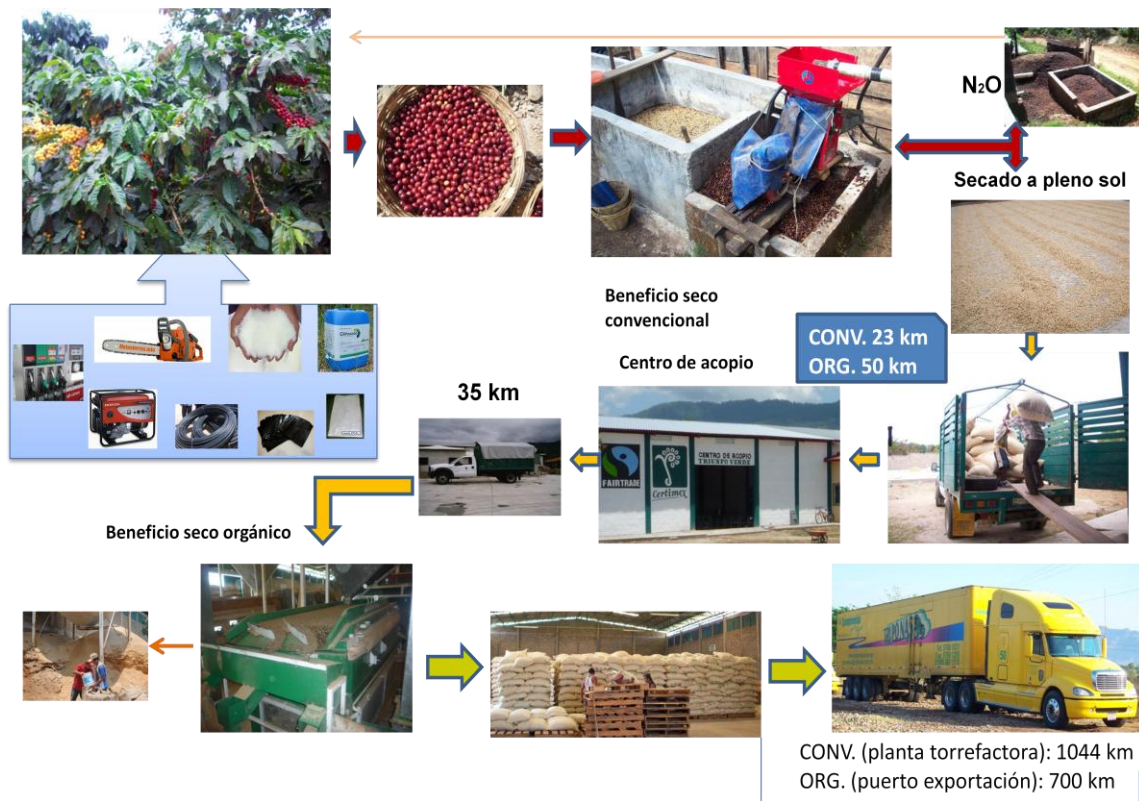 N₂O
Secado a pleno sol
Beneficio seco
convencional
CONV. 23 km
ORG. 50 km
Centro de acopio
35 km
FAIRTRADE
Certimex
CENTRO DE ACOPIO
TRIUNFO VERDE
Beneficio seco orgánico
50
CONV. (planta torrefactora): 1044 km
ORG. (puerto exportación): 700 km